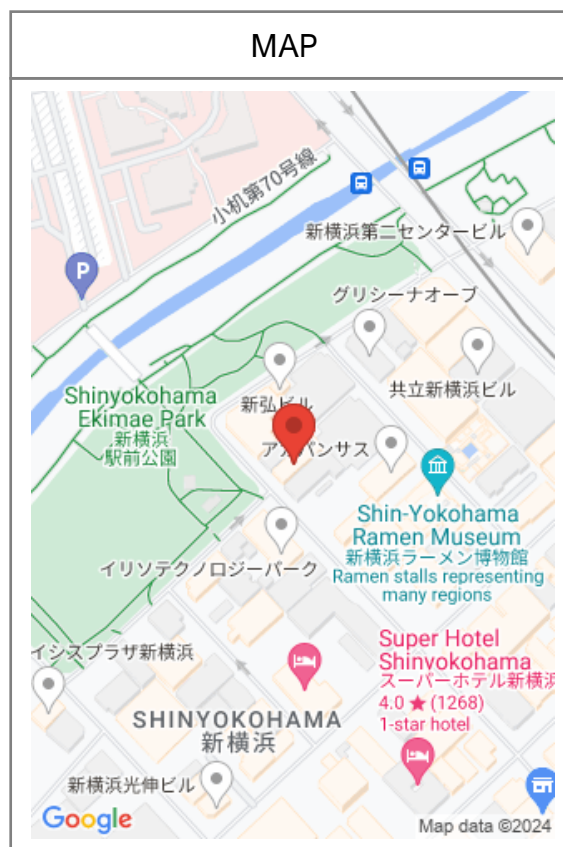 MAP
小机第70号線
新横浜第二センタービル
グリシーナオーブ
P
共立新横浜ビル
Shinyokohama
Ekimae Park
新横浜
駅前公園
新弘ビル
Shin-Yokohama
Ramen Museum
新横浜ラーメン博物館
Ramen stalls representing
many regions
イリソテクノロジーパーク
Super Hotel
Shinyokohama
スーパーホテル新横浜
4.0 ★ (1268)
1-star hotel
イシスプラザ新横浜
SHINYOKOHAMA
新横浜
新横浜光伸ビル
Google
Map data ©2024